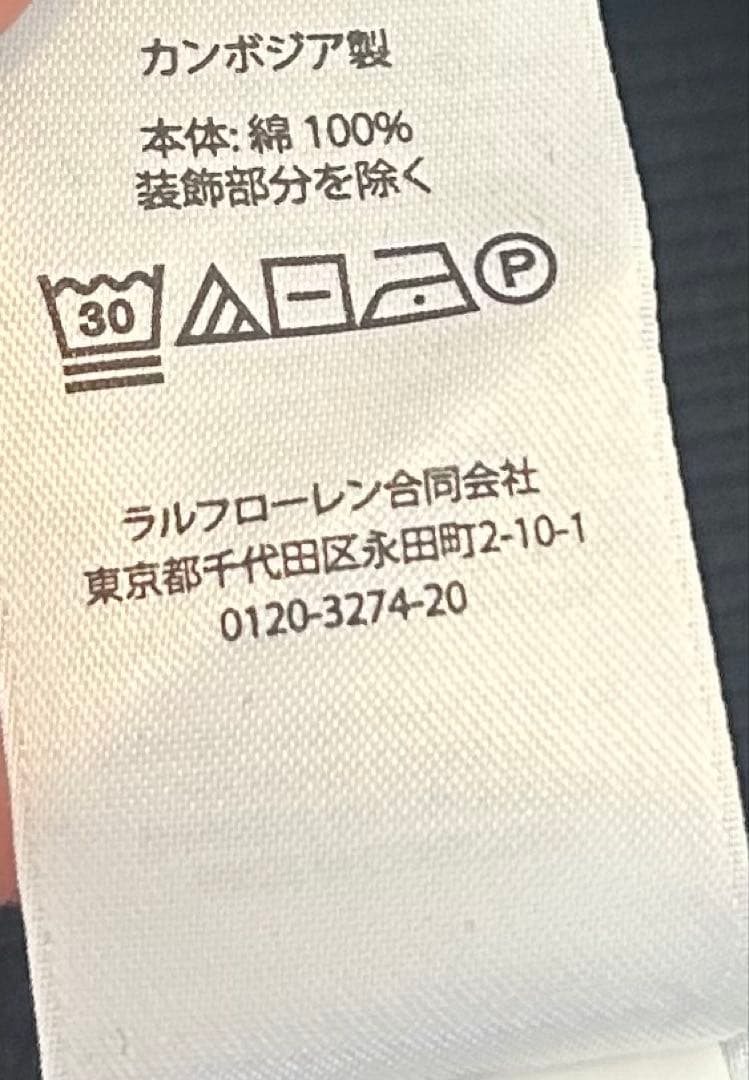 カンボジア製
本体: 綿 100%
装飾部分を除く
30 P
ラルフローレン合同会社
東京都千代田区永田町2-10-1
0120-3274-20